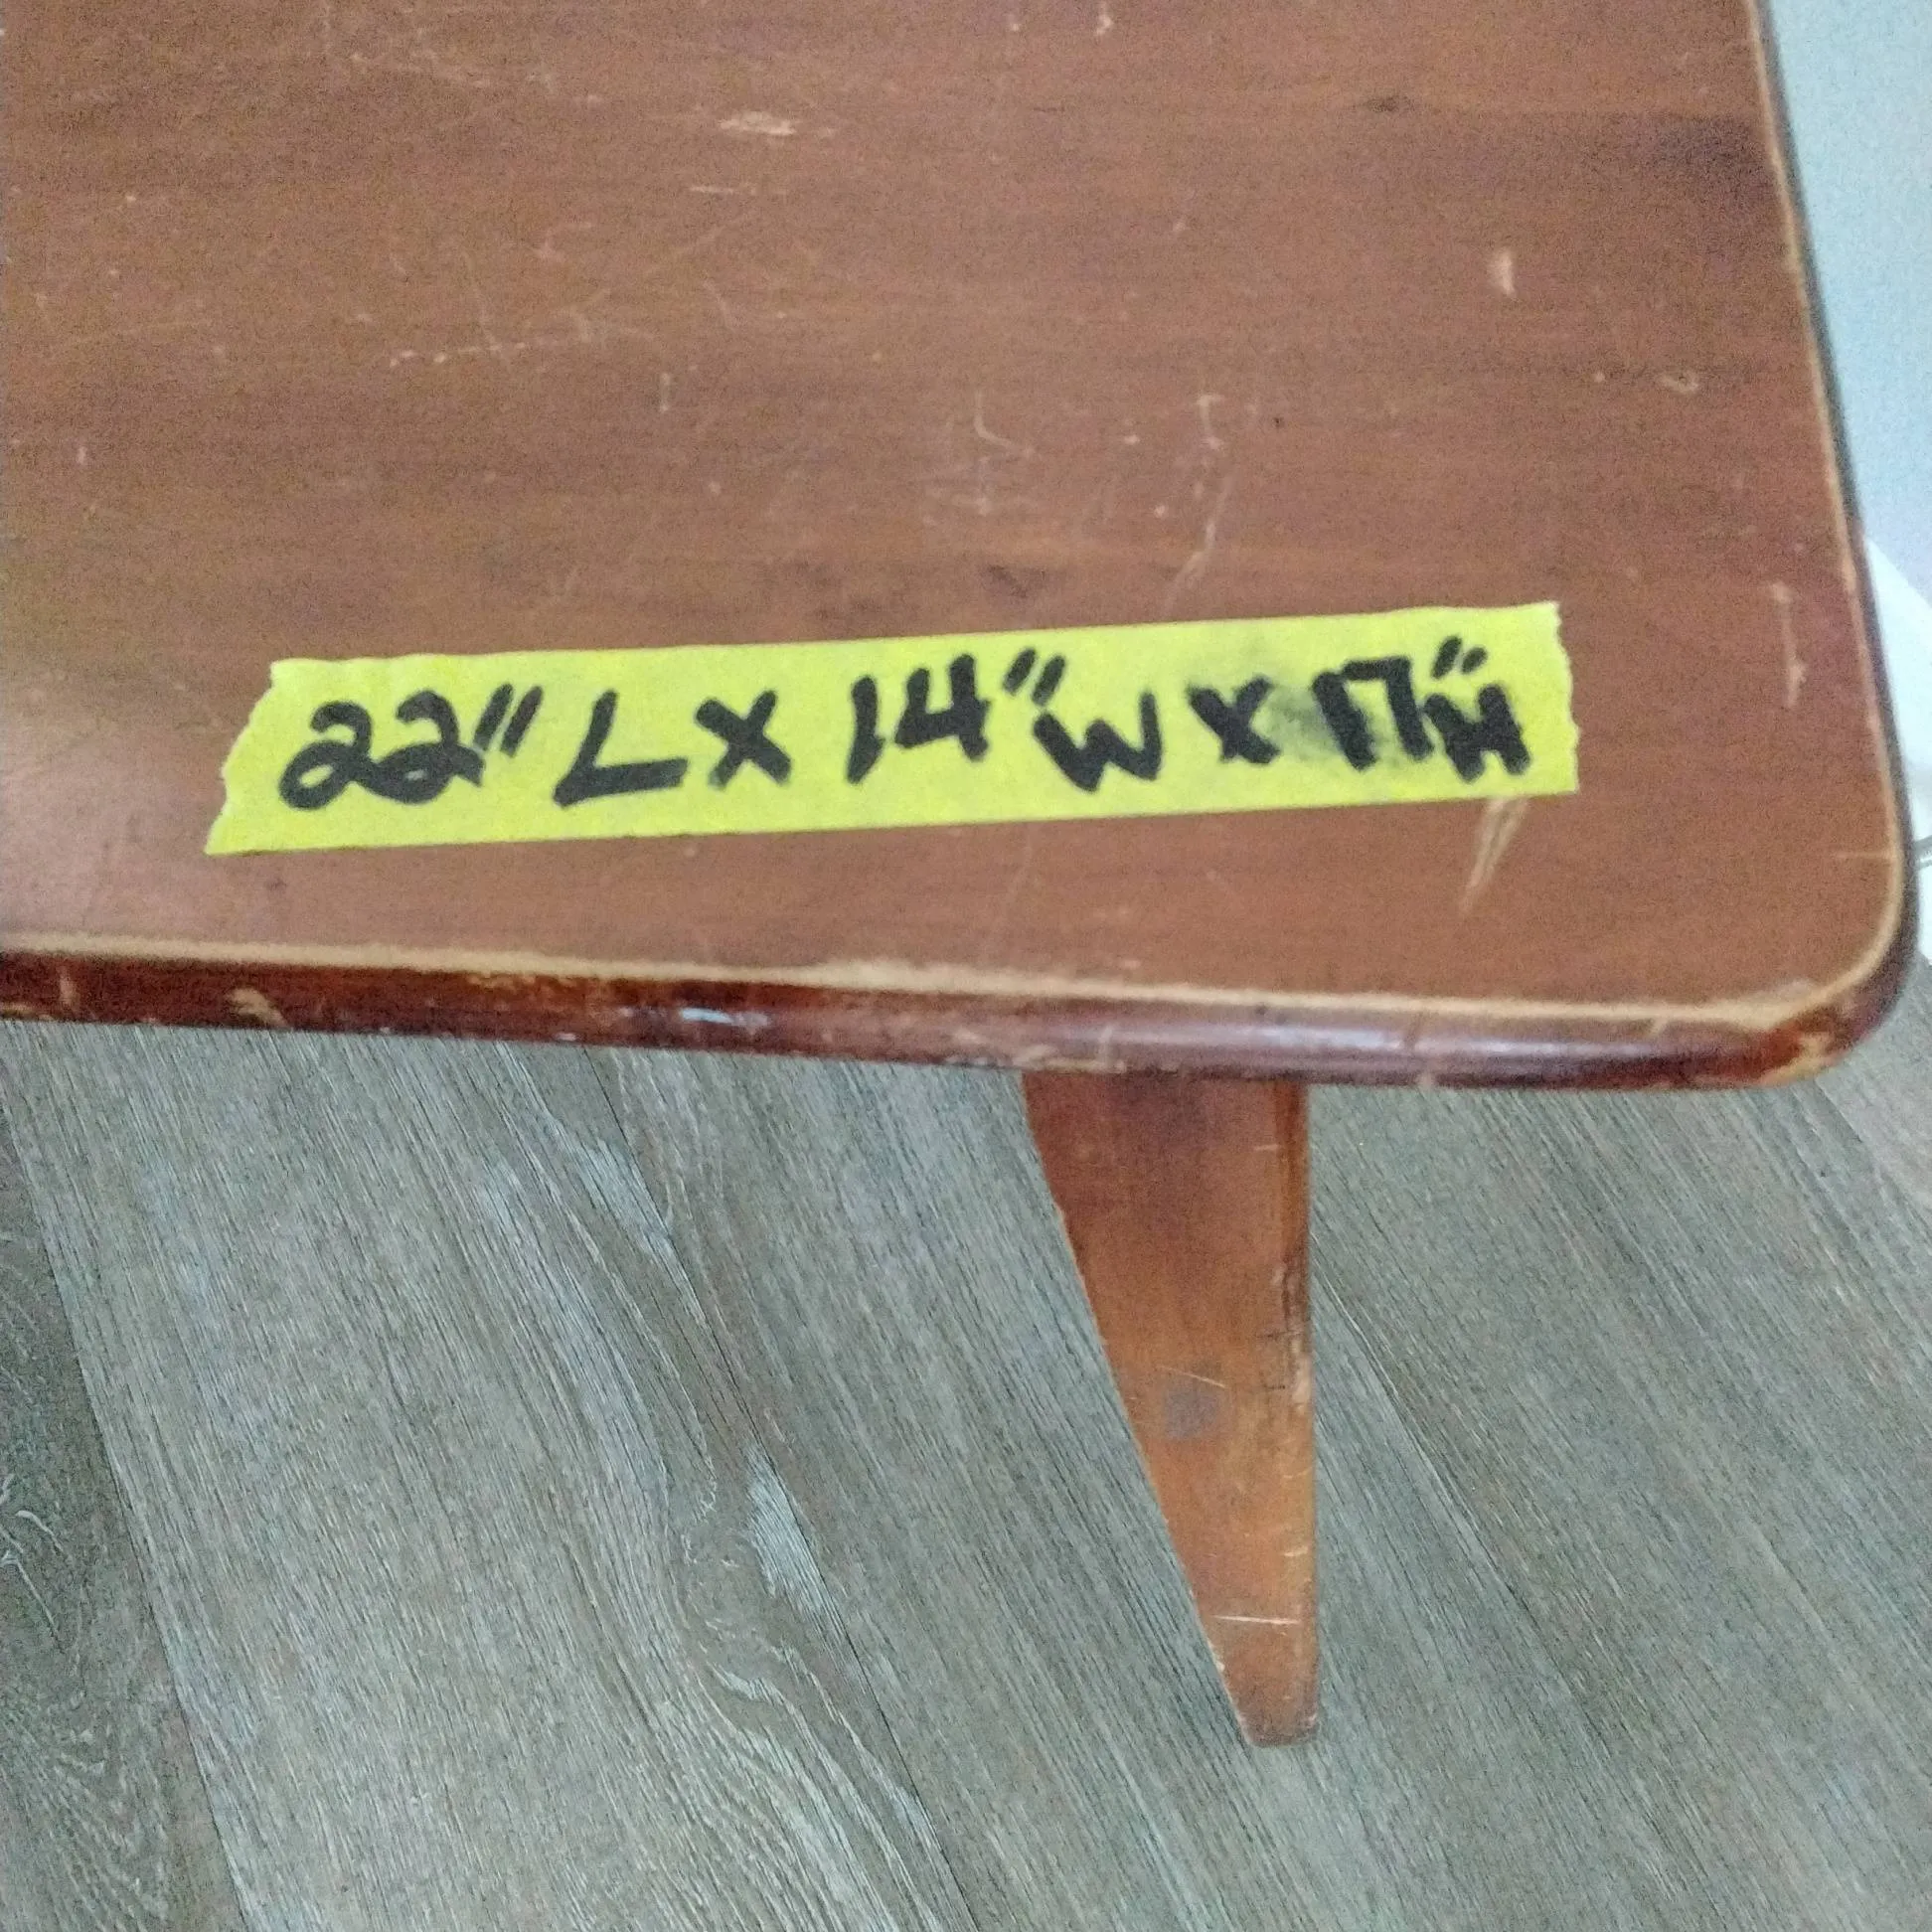 22" L X 14" W X 17" H